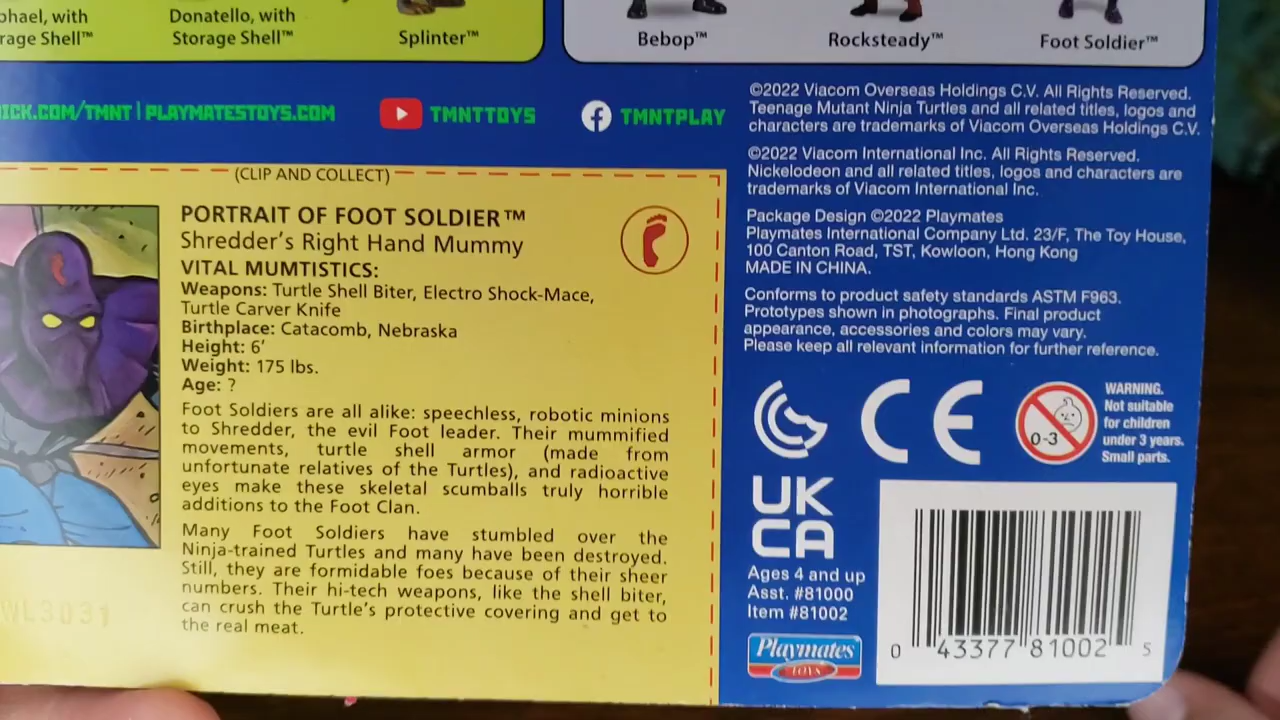 phael, with
rage Shell™
Donatello, with
Storage Shell™
Splinter™
Bebop™
Rocksteady™
Foot Soldier™
ICK.COM/TMNT | PLAYMATESTOYS.COM
TMNTTOYS
TMNTPLAY
(CLIP AND COLLECT)
PORTRAIT OF FOOT SOLDIER™
Shredder's Right Hand Mummy
VITAL MUMTISTICS:
Weapons: Turtle Shell Biter, Electro Shock-Mace,
Turtle Carver Knife
Birthplace: Catacomb, Nebraska
Height: 6'
Weight: 175 lbs.
Age: ?
Foot Soldiers are all alike: speechless, robotic minions
to Shredder, the evil Foot leader. Their mummified
movements, turtle shell armor (made from
unfortunate relatives of the Turtles), and radioactive
eyes make these skeletal scumballs truly horrible
additions to the Foot Clan.
Many Foot Soldiers have stumbled over the
Ninja-trained Turtles and many have been destroyed.
Still, they are formidable foes because of their sheer
numbers. Their hi-tech weapons, like the shell biter,
can crush the Turtle's protective covering and get to
the real meat.
WL3031
©2022 Viacom Overseas Holdings C.V. All Rights Reserved.
Teenage Mutant Ninja Turtles and all related titles, logos and
characters are trademarks of Viacom Overseas Holdings C.V.
©2022 Viacom International Inc. All Rights Reserved.
Nickelodeon and all related titles, logos and characters are
trademarks of Viacom International Inc.
Package Design ©2022 Playmates
Playmates International Company Ltd. 23/F, The Toy House,
100 Canton Road, TST, Kowloon, Hong Kong
MADE IN CHINA.
Conforms to product safety standards ASTM F963.
Prototypes shown in photographs. Final product
appearance, accessories and colors may vary.
Please keep all relevant information for further reference.
CE
0-3
WARNING.
Not suitable
for children
under 3 years.
Small parts.
UK
CA
Ages 4 and up
Asst. #81000
Item #81002
Playmates
TOYS
0 43377 81002 5